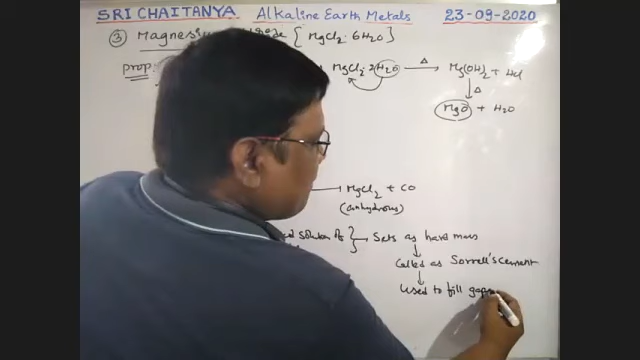 SRI CHAITANYA Alkaline Earth Metals 23-09-2020
③ Magnesium {MgCl₂·6H₂O}
prop: MgCl₂·2H₂O —Δ→ Mg(OH)₂ + HCl
↓Δ
MgO + H₂O
→ MgCl₂ + CO
(anhydrous)
solution of } → Sets as hard mass
↓
Called as Sorrell's cement
↓
Used to fill gaps